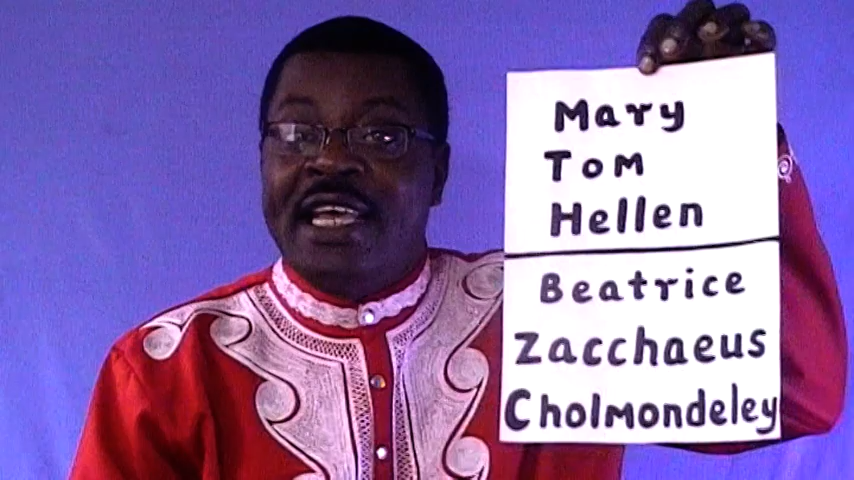 Mary
Tom
Hellen
Beatrice
Zacchaeus
Cholmondeley